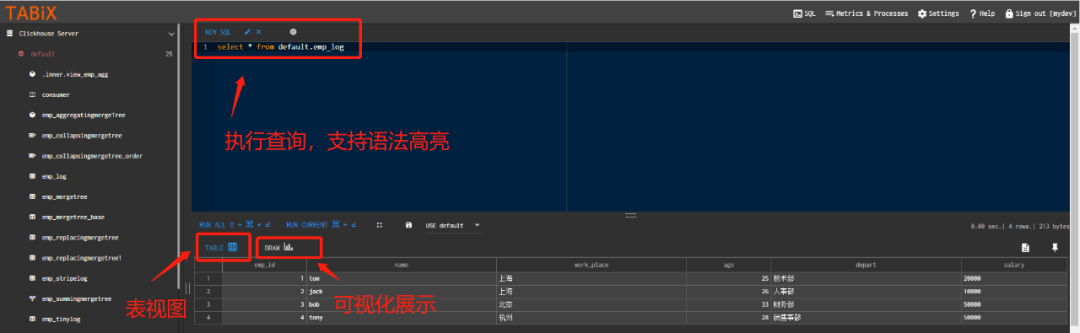 TABiX
SQL
Metrics & Processes
Settings
Help
Sign out [mydev]
Clickhouse Server
default 25
.inner.view_emp_agg
consumer
emp_aggregatingmergeTree
emp_collapsingmergetree
emp_collapsingmergetree_order
emp_log
emp_mergetree
emp_mergetree_base
emp_replacingmergetree
emp_replacingmergetree1
emp_stripelog
emp_summingmergetree
emp_tinylog
NEW SQL
1 select * from default.emp_log
执行查询，支持语法高亮
RUN ALL ⇧ + ⌘ + ⏎ RUN CURRENT ⌘ + ⏎ USE default
0.00 sec.| 4 rows.| 213 bytes
TABLE DRAW
emp_id name work_place age depart salary
1 1 tom 上海 25 技术部 20000
2 2 jack 上海 26 人事部 10000
3 3 bob 北京 33 财务部 50000
4 4 tony 杭州 28 销售事部 50000
表视图
可视化展示